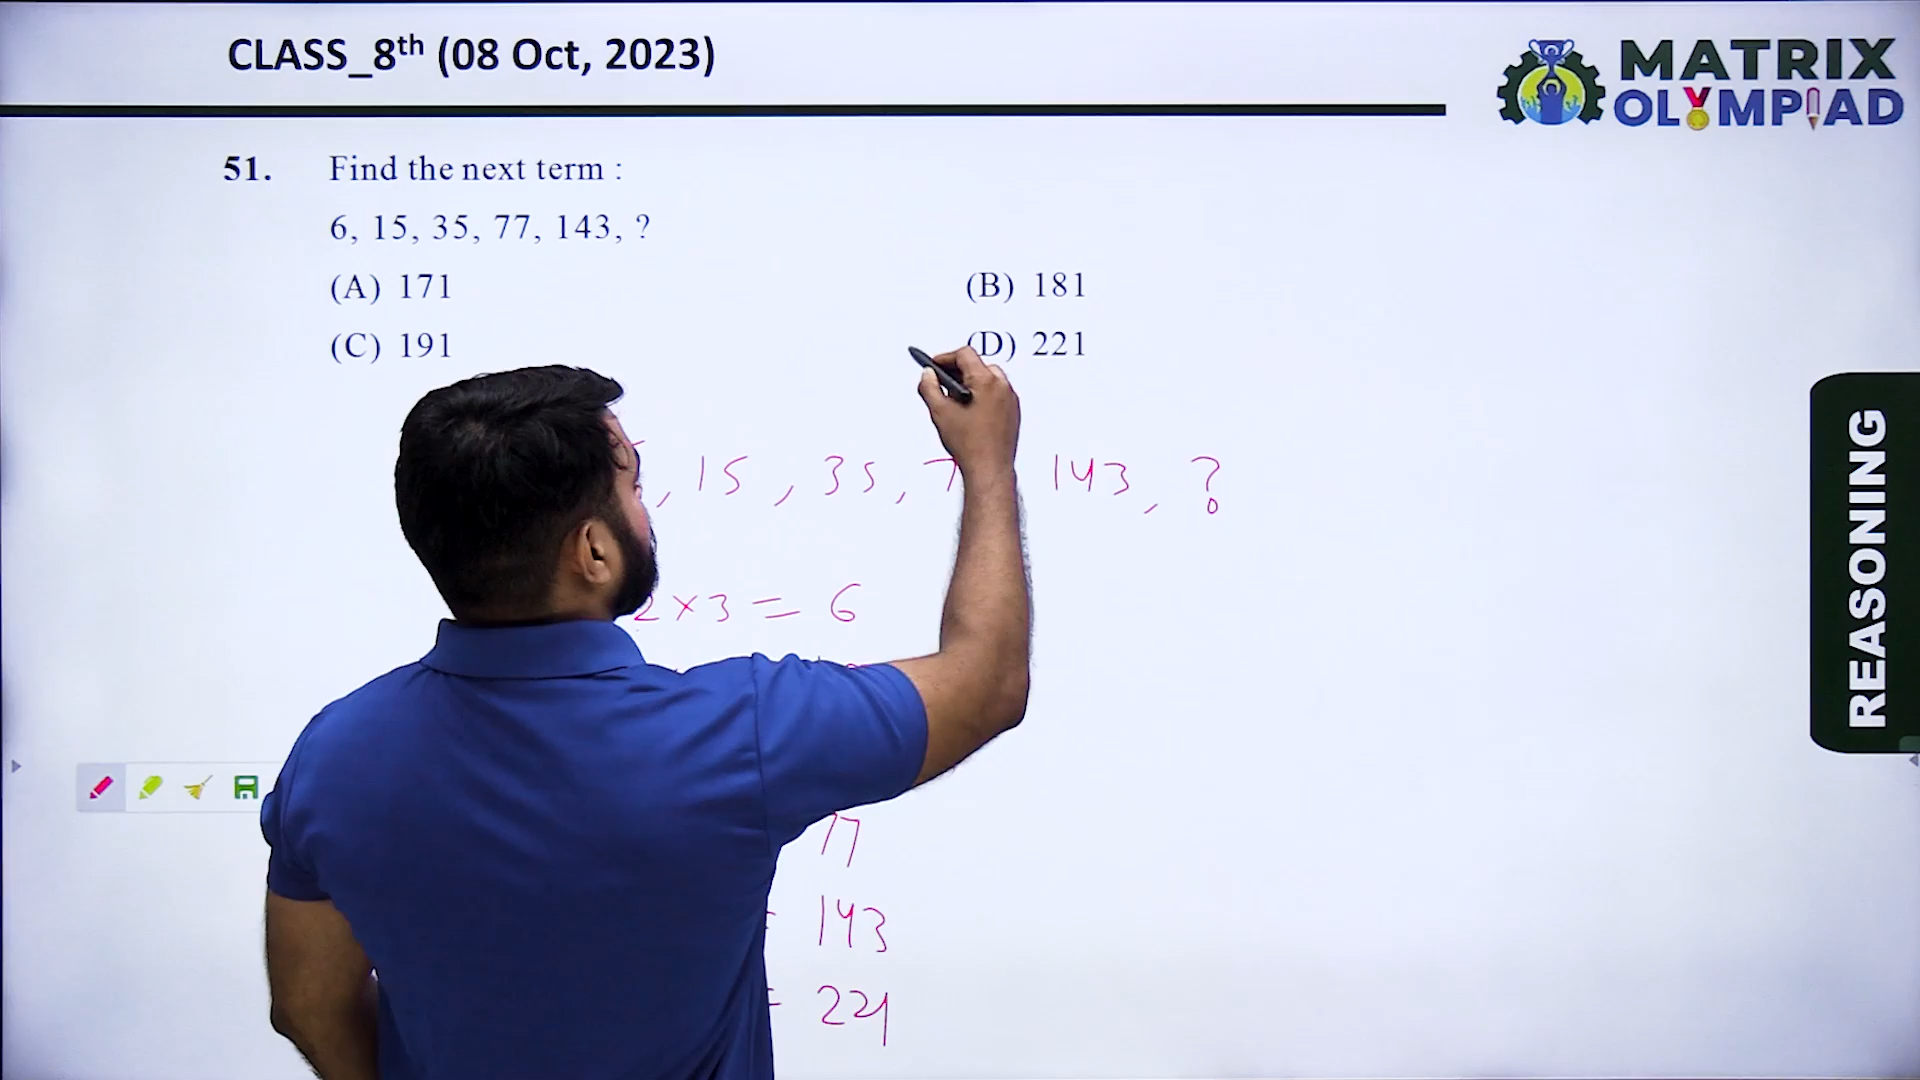 CLASS_8th (08 Oct, 2023)
MATRIX
OLYMPIAD
51. Find the next term :
6, 15, 35, 77, 143, ?
(A) 171 (B) 181
(C) 191 (D) 221
, 15 , 35, 7 143, ?
2 × 3 = 6
77
= 143
= 221
REASONING